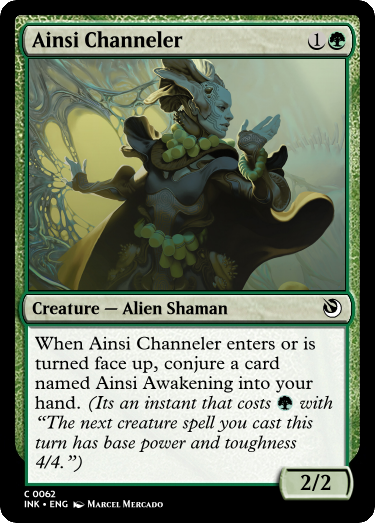 Ainsi Channeler 1
Creature — Alien Shaman
When Ainsi Channeler enters or is
turned face up, conjure a card
named Ainsi Awakening into your
hand. (Its an instant that costs with
“The next creature spell you cast
this turn has base power and toughness
4/4.”)
2/2
C 0062
INK • ENG Marcel Mercado